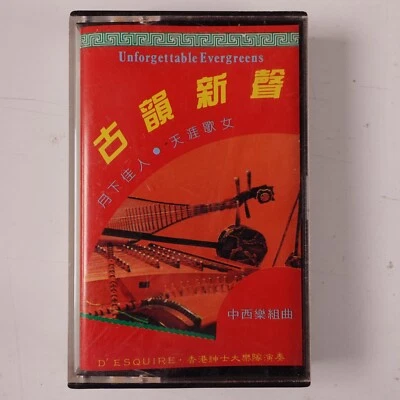 Unforgettable Evergreens
古韻新聲
月下佳人•天涯歌女
中西樂組曲
D'ESQUIRE•香港紳士大樂隊演奏